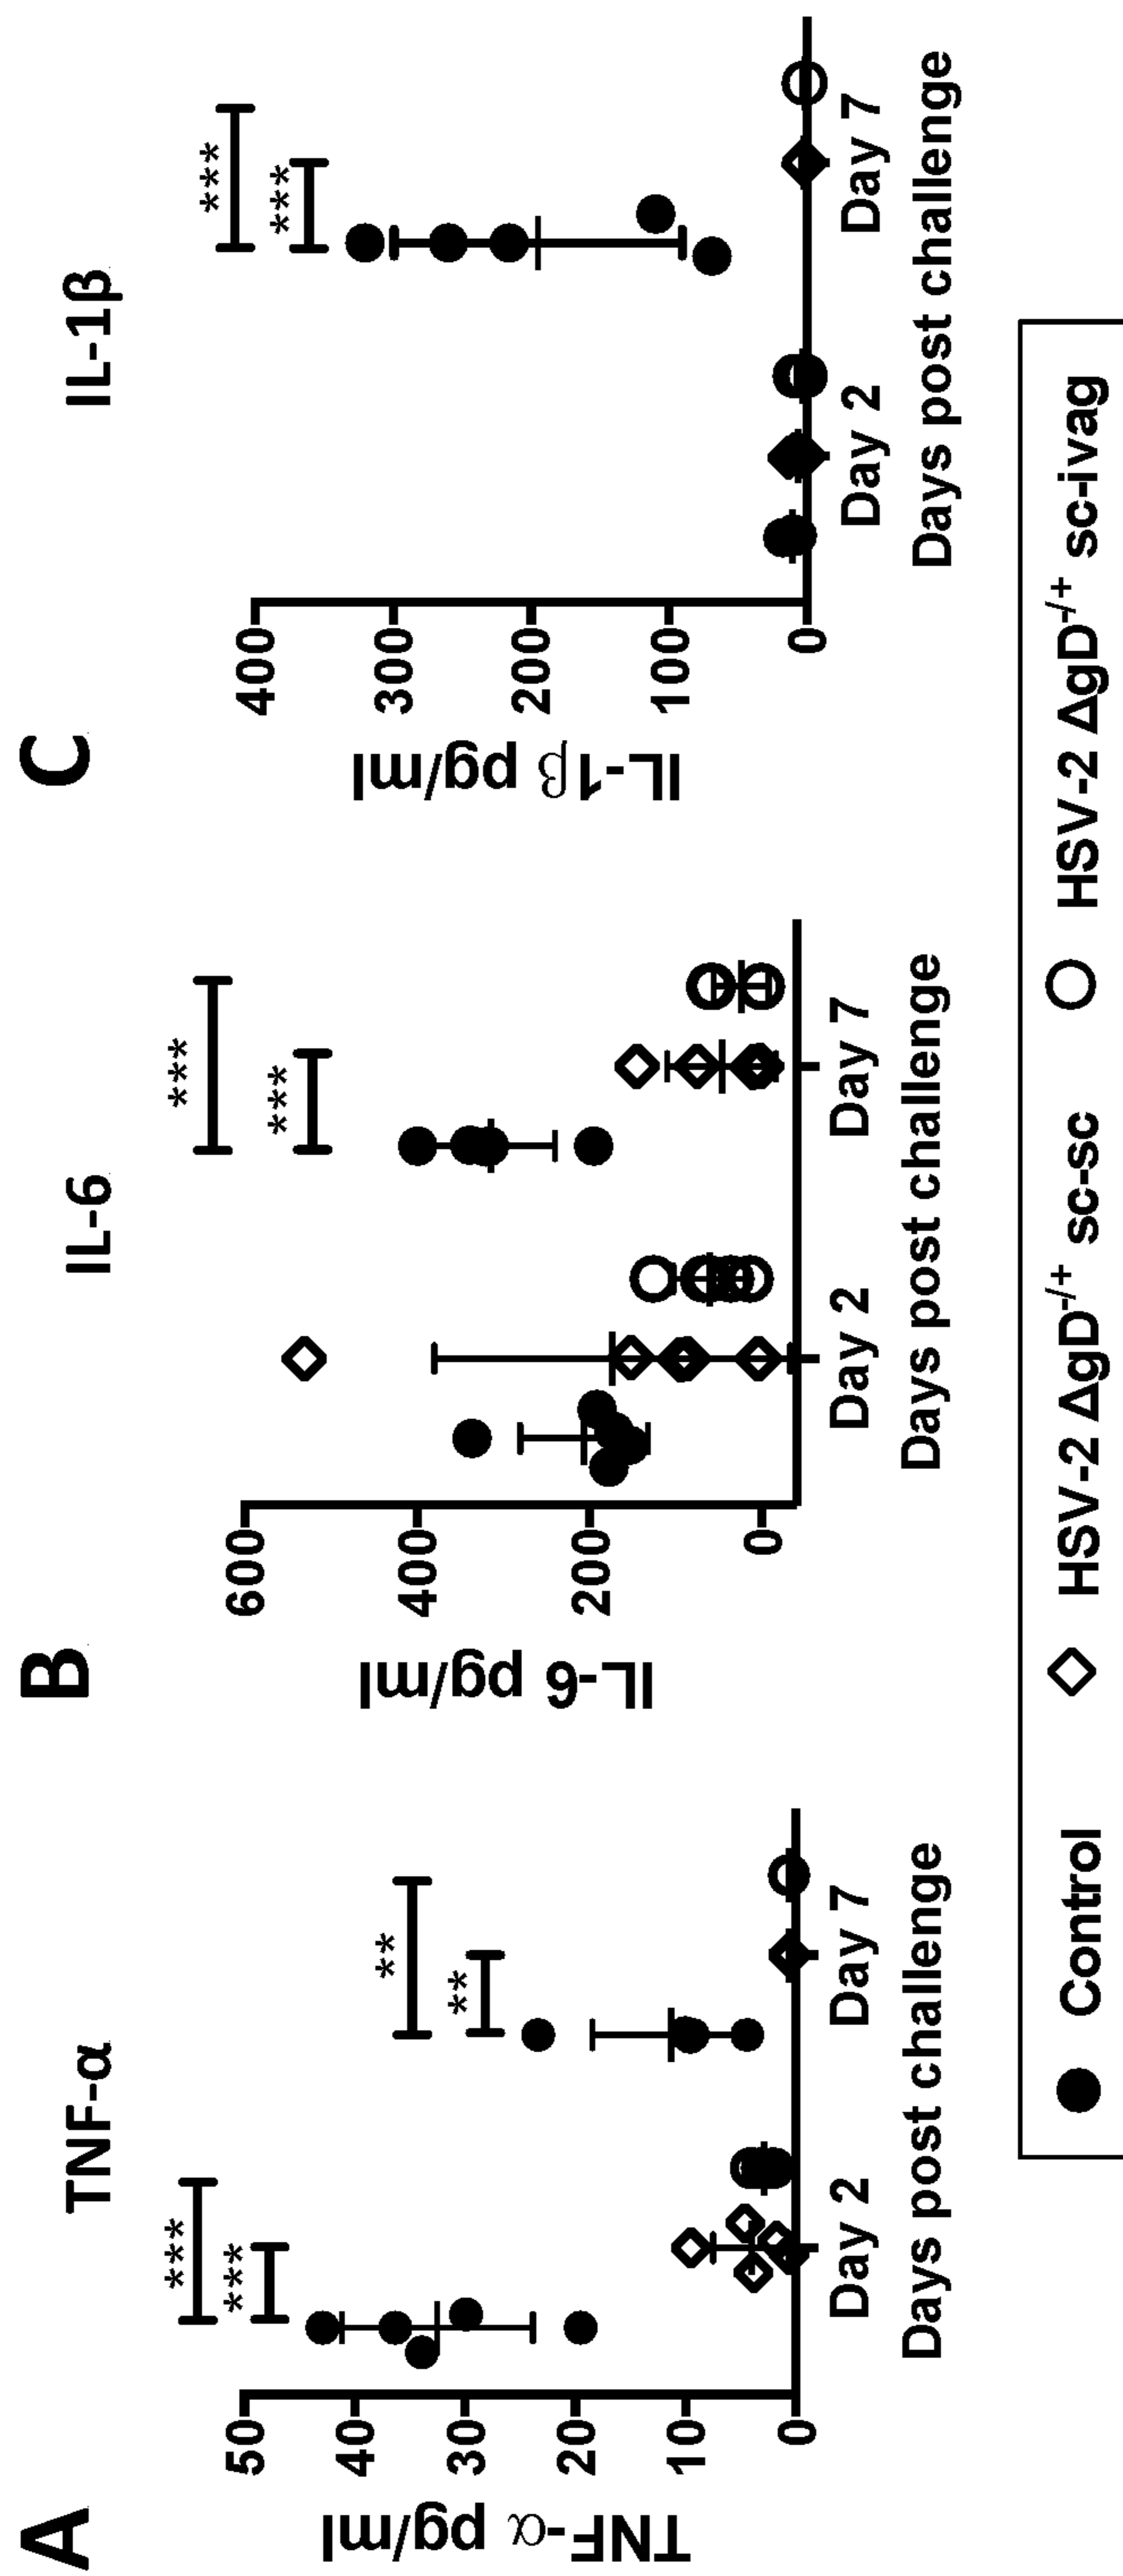 A
TNF-α
TNF-α pg/ml
50
40
30
20
10
0
***
***
**
**
Day 2
Day 7
Days post challenge
B
IL-6
IL-6 pg/ml
600
400
200
0
***
***
Day 2
Day 7
Days post challenge
C
IL-1β
IL-1β pg/ml
400
300
200
100
0
***
***
Day 2
Day 7
Days post challenge
Control
HSV-2 ΔgD-/+ sc-sc
HSV-2 ΔgD-/+ sc-ivag